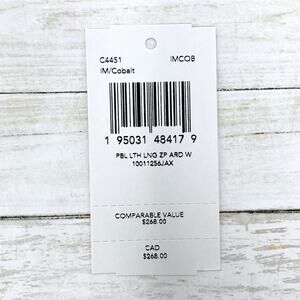 C4451 IMCOB
IM/Cobalt
1 95031 48417 9
PBL LTH LNG ZP ARD W
10011256JAX
COMPARABLE VALUE
$268.00
CAD
$268.00